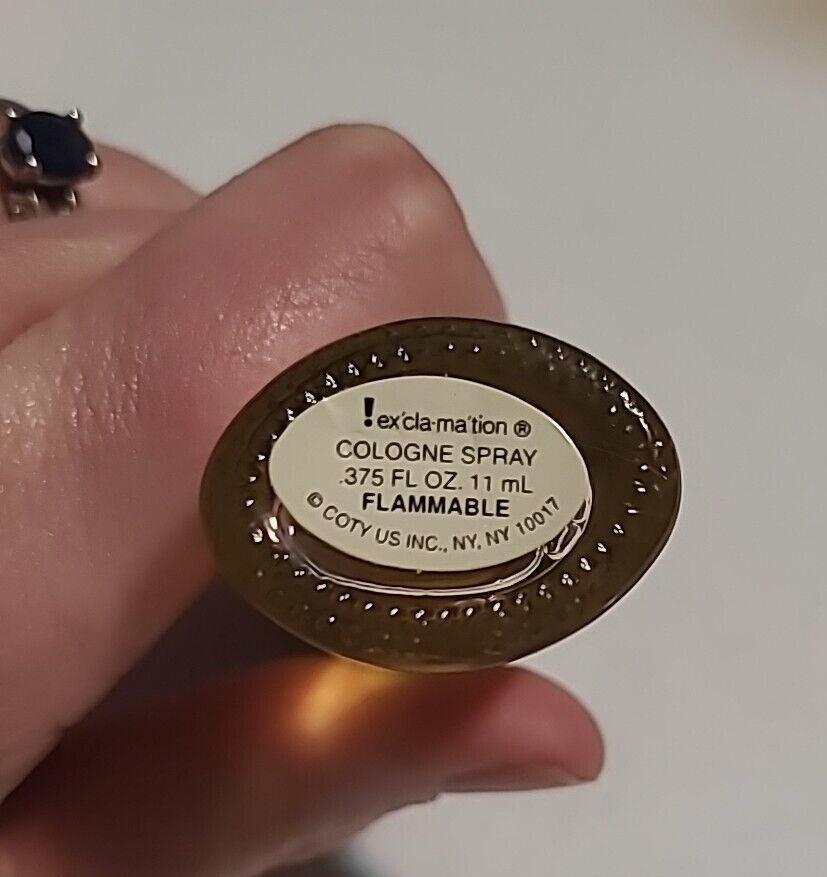 !ex'cla·ma'tion ®
COLOGNE SPRAY
.375 FL OZ. 11 mL
FLAMMABLE
© COTY US INC., NY, NY 10017